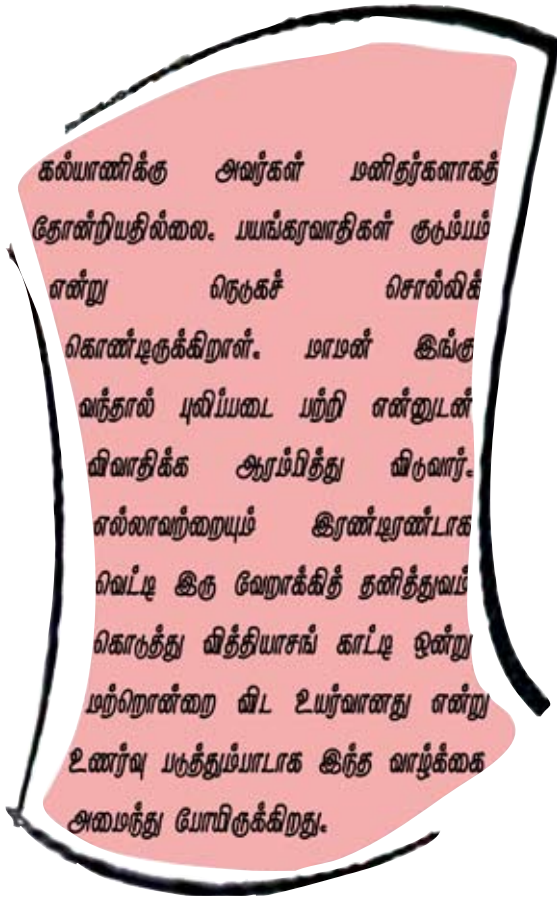 கல்யாணிக்கு அவர்கள் மனிதர்களாகத்
தோன்றியதில்லை. பயங்கரவாதிகள் குடும்பம்
என்று நெடுகச் சொல்லிக்
கொண்டிருக்கிறாள். மாமன் இங்கு
வந்தால் புலிப்படை பற்றி என்னுடன்
விவாதிக்க ஆரம்பித்து விடுவார்.
எல்லாவற்றையும் இரண்டிரண்டாக
வெட்டி இரு வேறாக்கித் தனித்துவம்
கொடுத்து வித்தியாசங் காட்டி ஒன்று
மற்றொன்றை விட உயர்வானது என்று
உணர்வு படுத்தும்பாடாக இந்த வாழ்க்கை
அமைந்து போயிருக்கிறது.